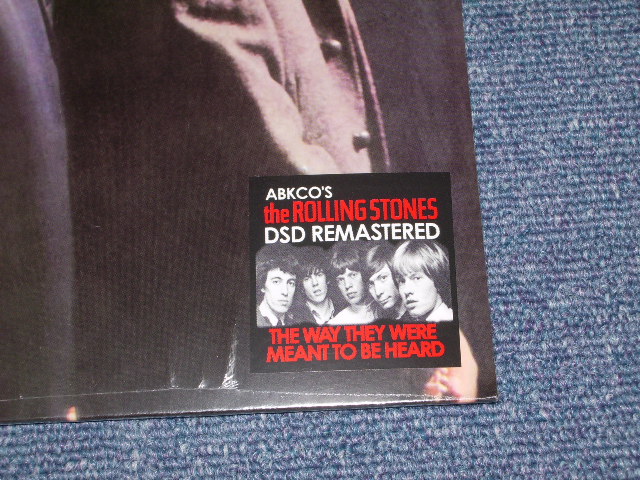 ABKCO'S
the ROLLING STONES
DSD REMASTERED
THE WAY THEY WERE
MEANT TO BE HEARD